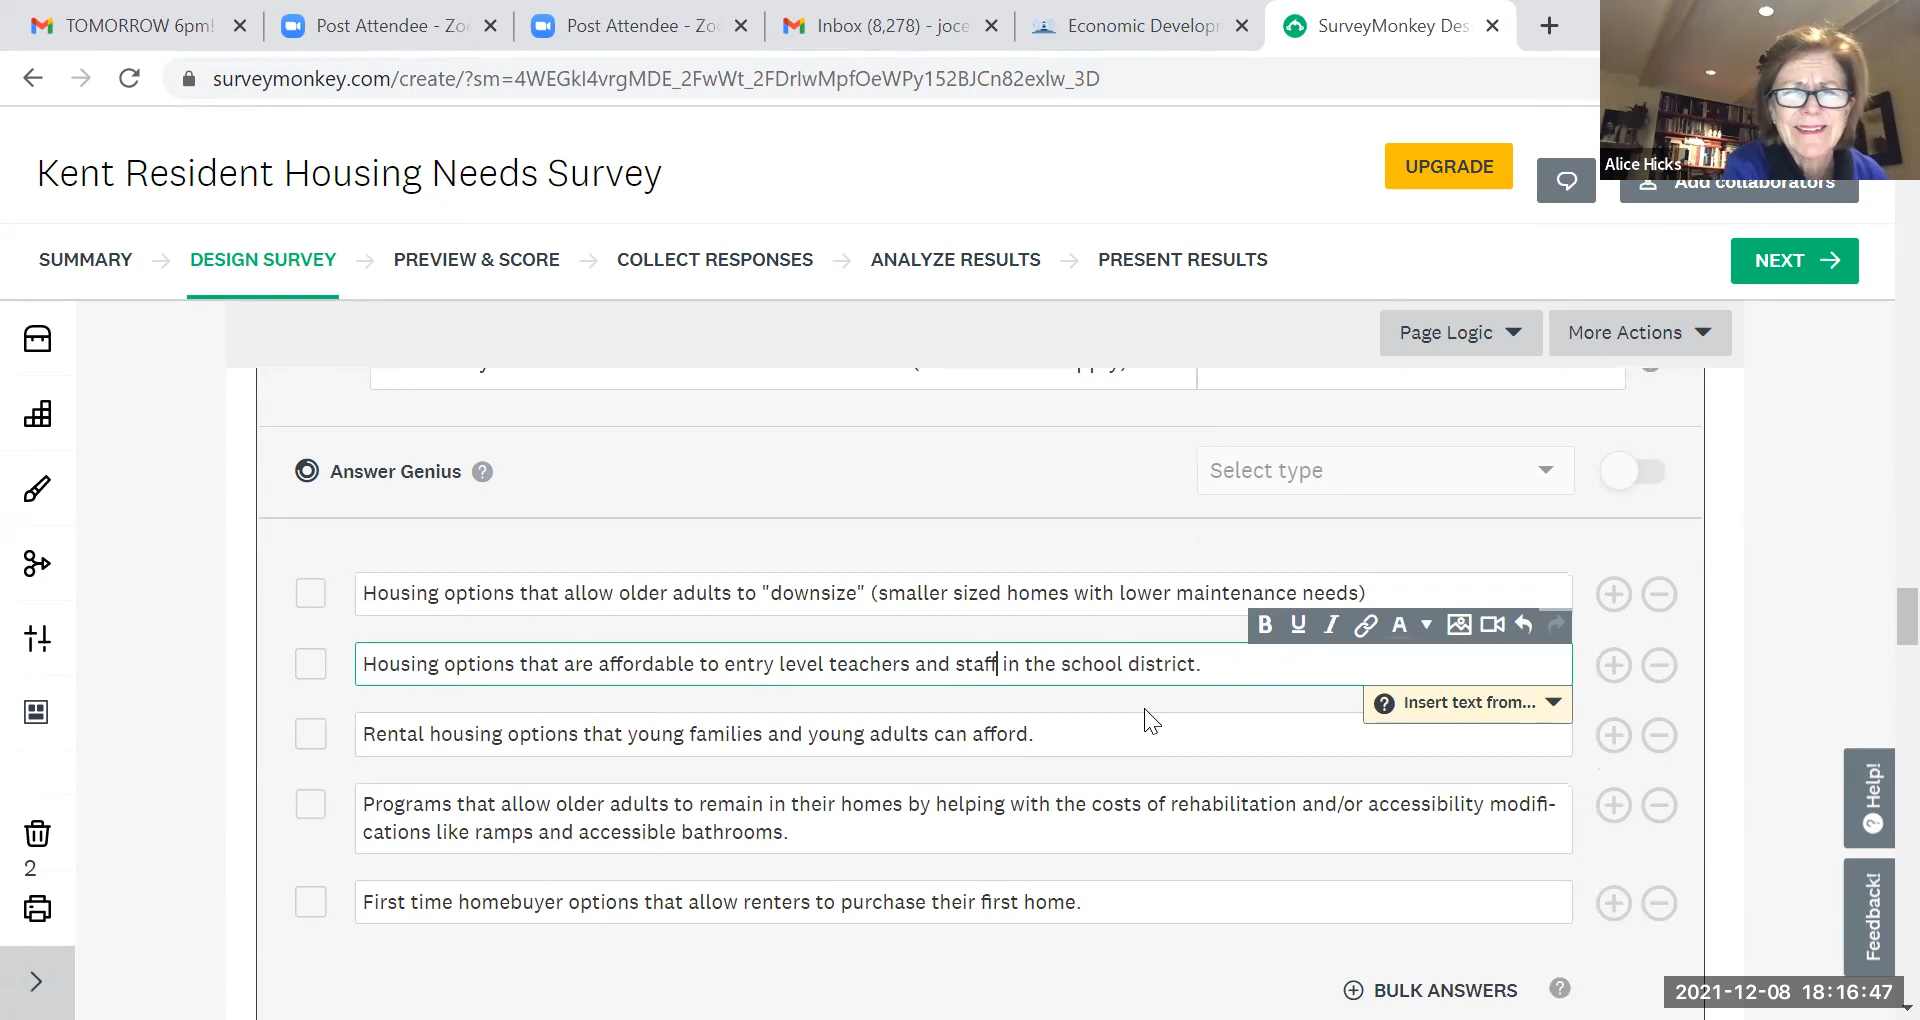 TOMORROW 6pm!
Post Attendee - Zo
Post Attendee - Zo
Inbox (8,278) - joce
Economic Develop
SurveyMonkey Des
surveymonkey.com/create/?sm=4WEGkI4vrgMDE_2FwWt_2FDrIwMpfOeWPy152BJCn82exlw_3D
Alice Hicks
Kent Resident Housing Needs Survey
UPGRADE
Add collaborators
SUMMARY
DESIGN SURVEY
PREVIEW & SCORE
COLLECT RESPONSES
ANALYZE RESULTS
PRESENT RESULTS
NEXT
Page Logic
More Actions
Answer Genius
Select type
Housing options that allow older adults to "downsize" (smaller sized homes with lower maintenance needs)
B U I A
Housing options that are affordable to entry level teachers and staff in the school district.
Insert text from...
Rental housing options that young families and young adults can afford.
Programs that allow older adults to remain in their homes by helping with the costs of rehabilitation and/or accessibility modifi-
cations like ramps and accessible bathrooms.
First time homebuyer options that allow renters to purchase their first home.
BULK ANSWERS
2
Help!
Feedback!
2021-12-08 18:16:47